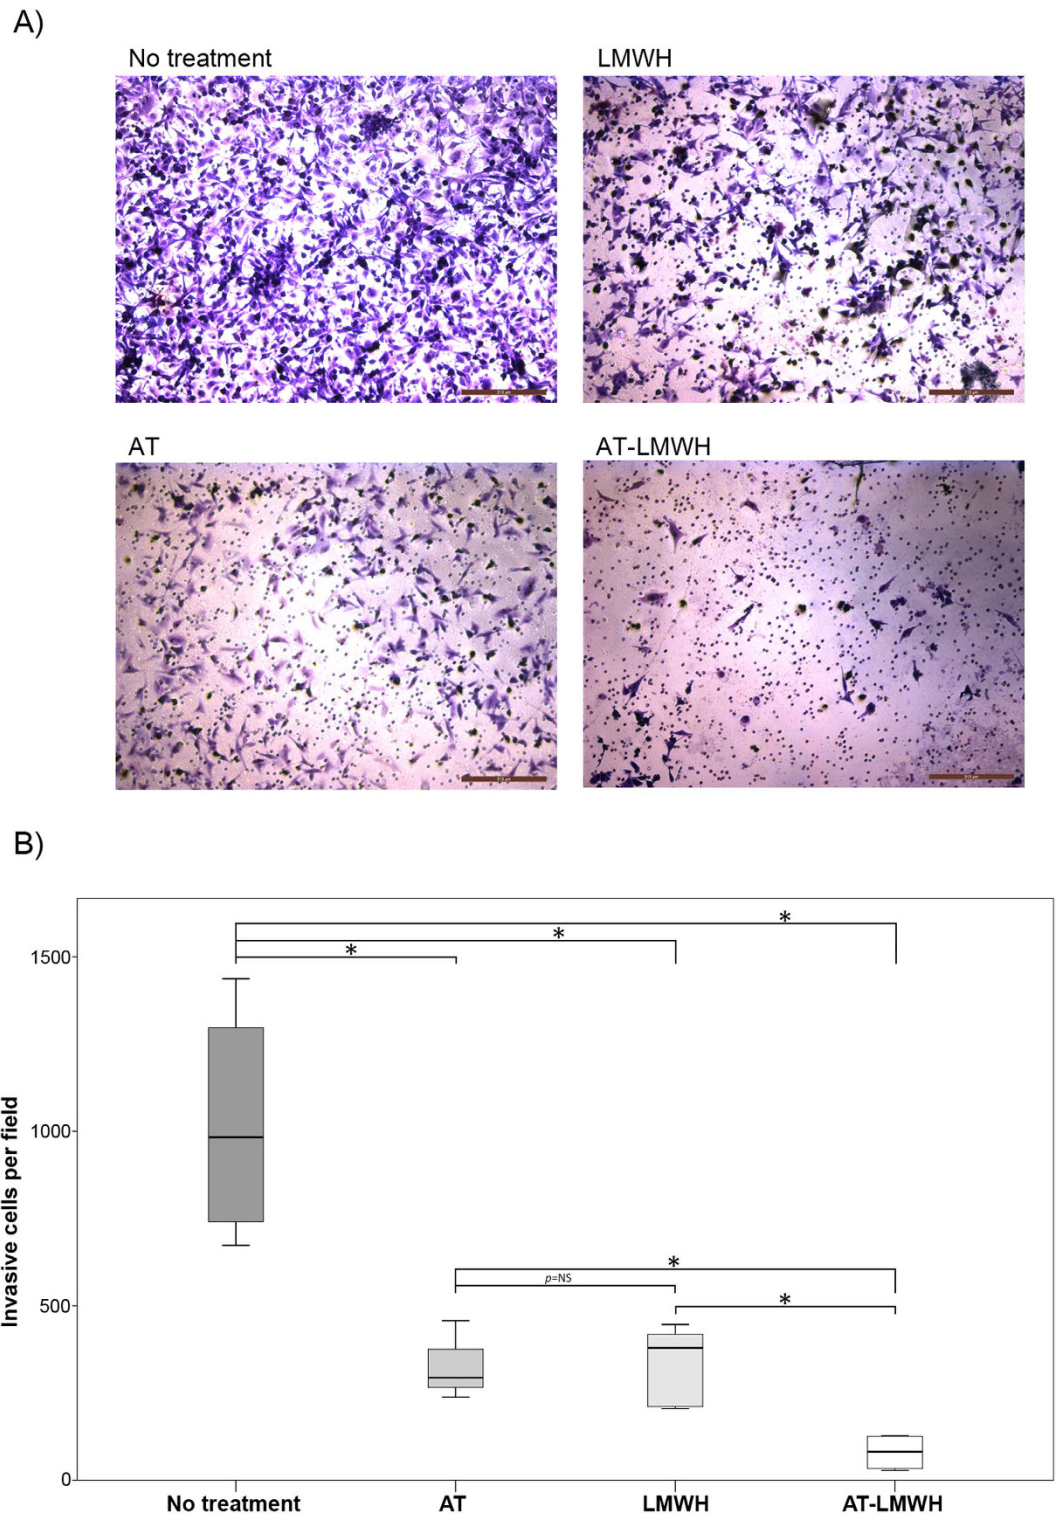 A)
No treatment
LMWH
AT
AT-LMWH
B)
Invasive cells per field
1500
1000
500
0
*
*
*
*
p=NS
*
No treatment
AT
LMWH
AT-LMWH